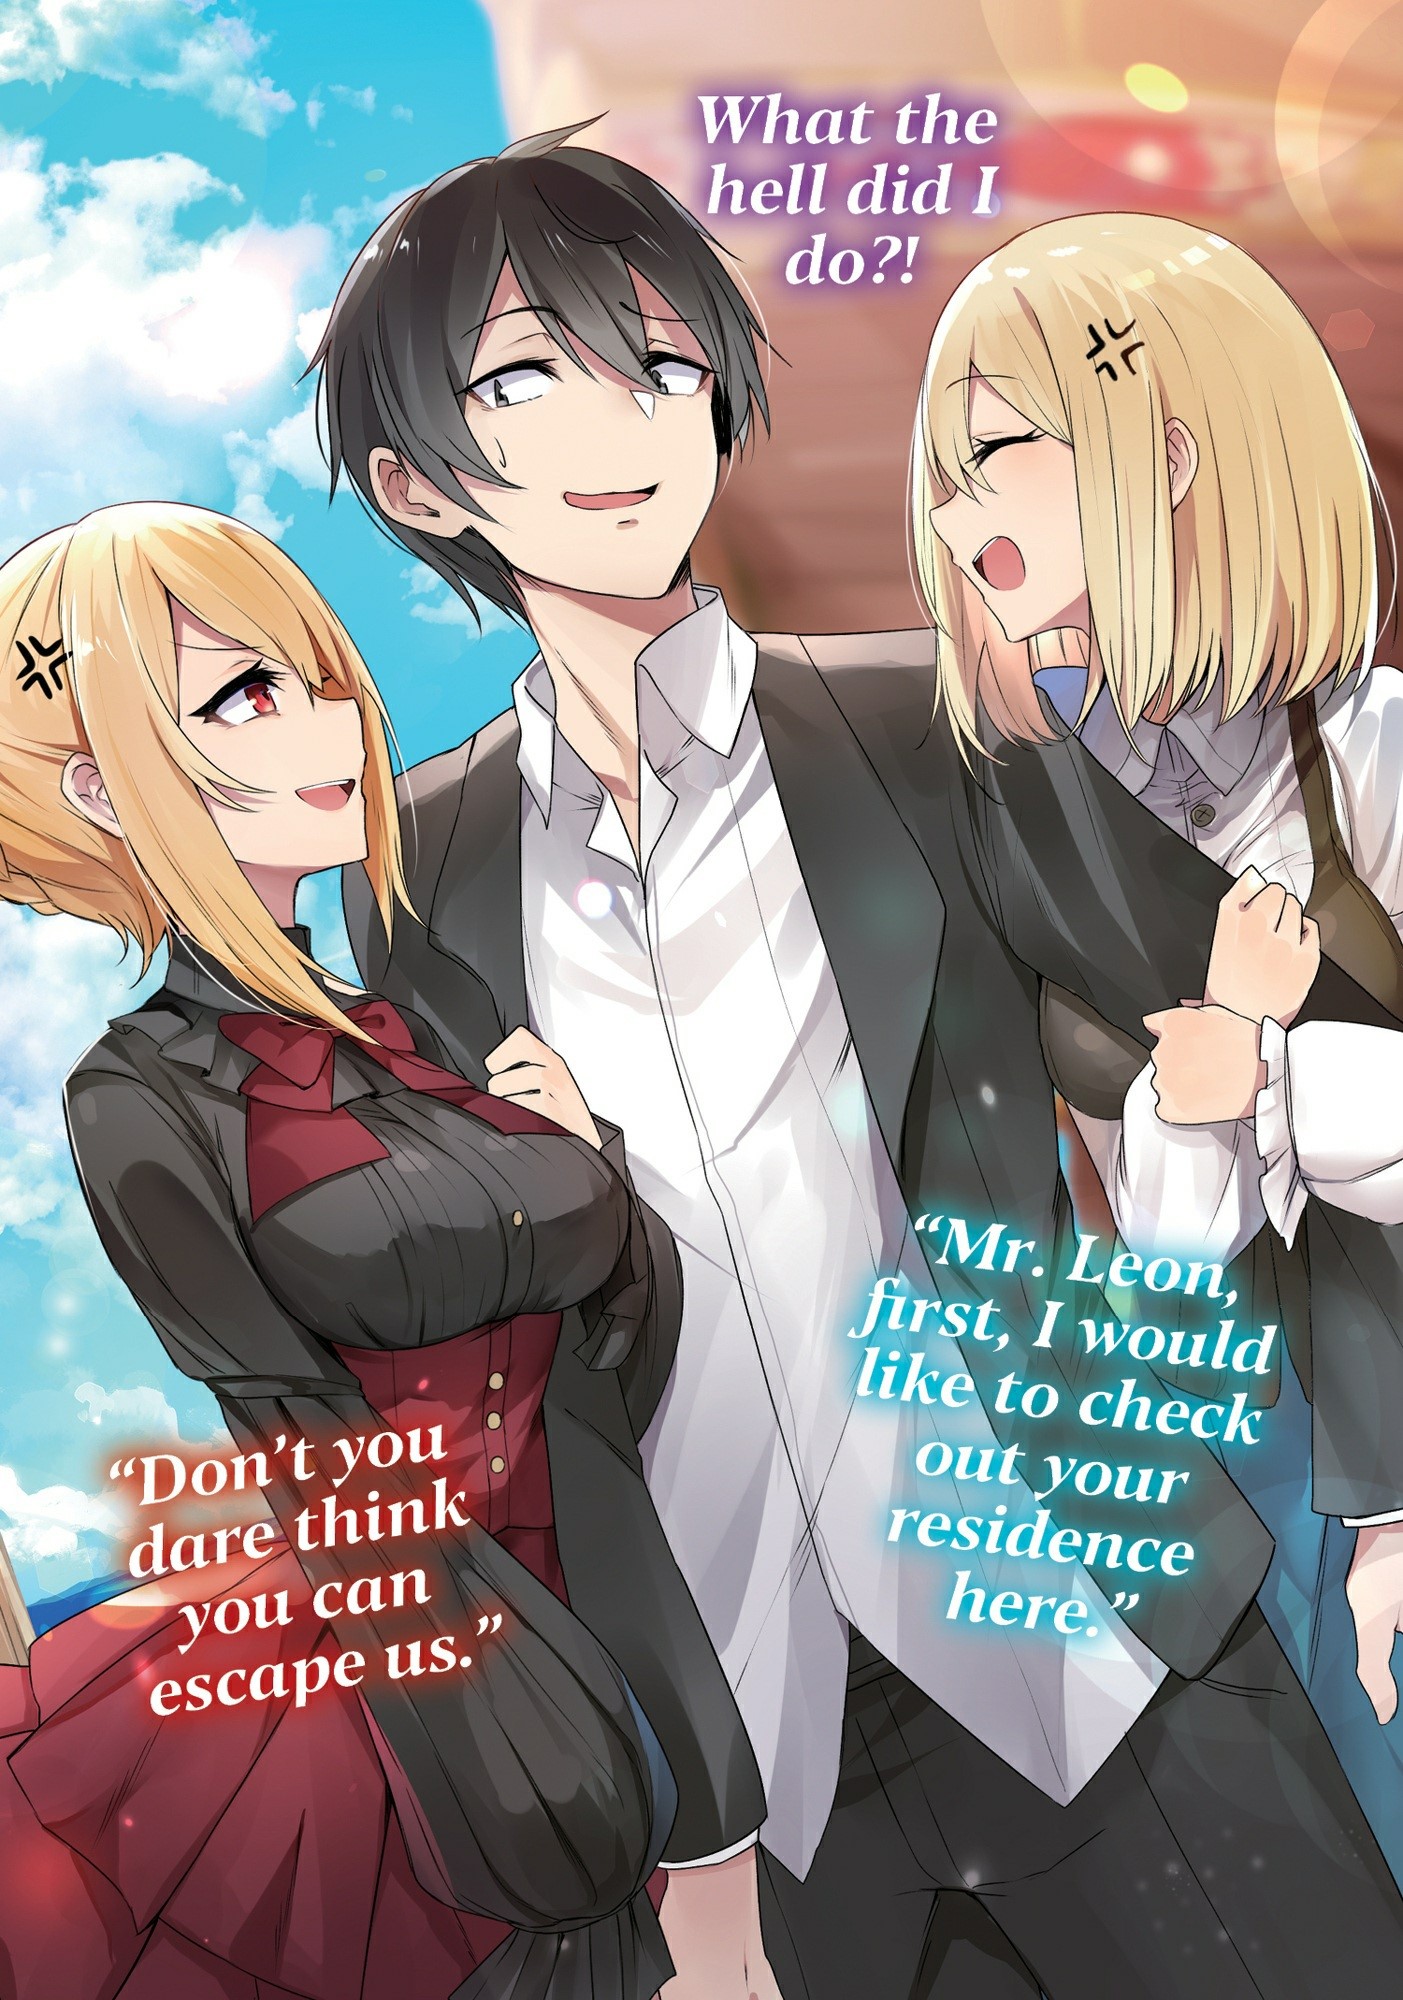 What the
hell did I
do?!
“Mr. Leon,
first, I would
like to check
out your
residence
here.”
“Don’t you
dare think
you can
escape us.”